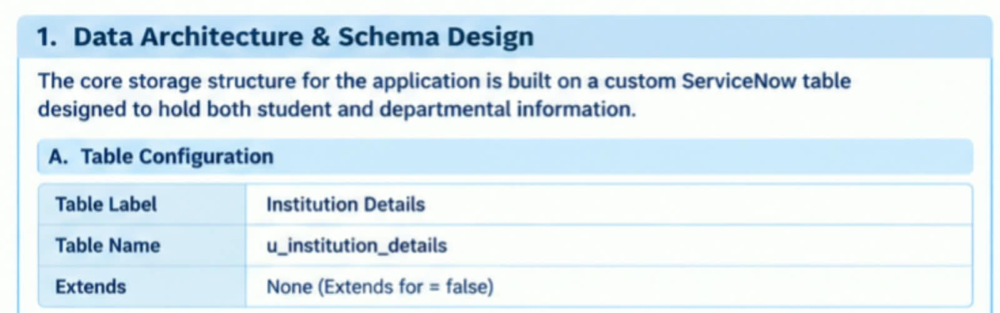 1. Data Architecture & Schema Design
The core storage structure for the application is built on a custom ServiceNow table
designed to hold both student and departmental information.
A. Table Configuration
Table Label Institution Details
Table Name u_institution_details
Extends None (Extends for = false)